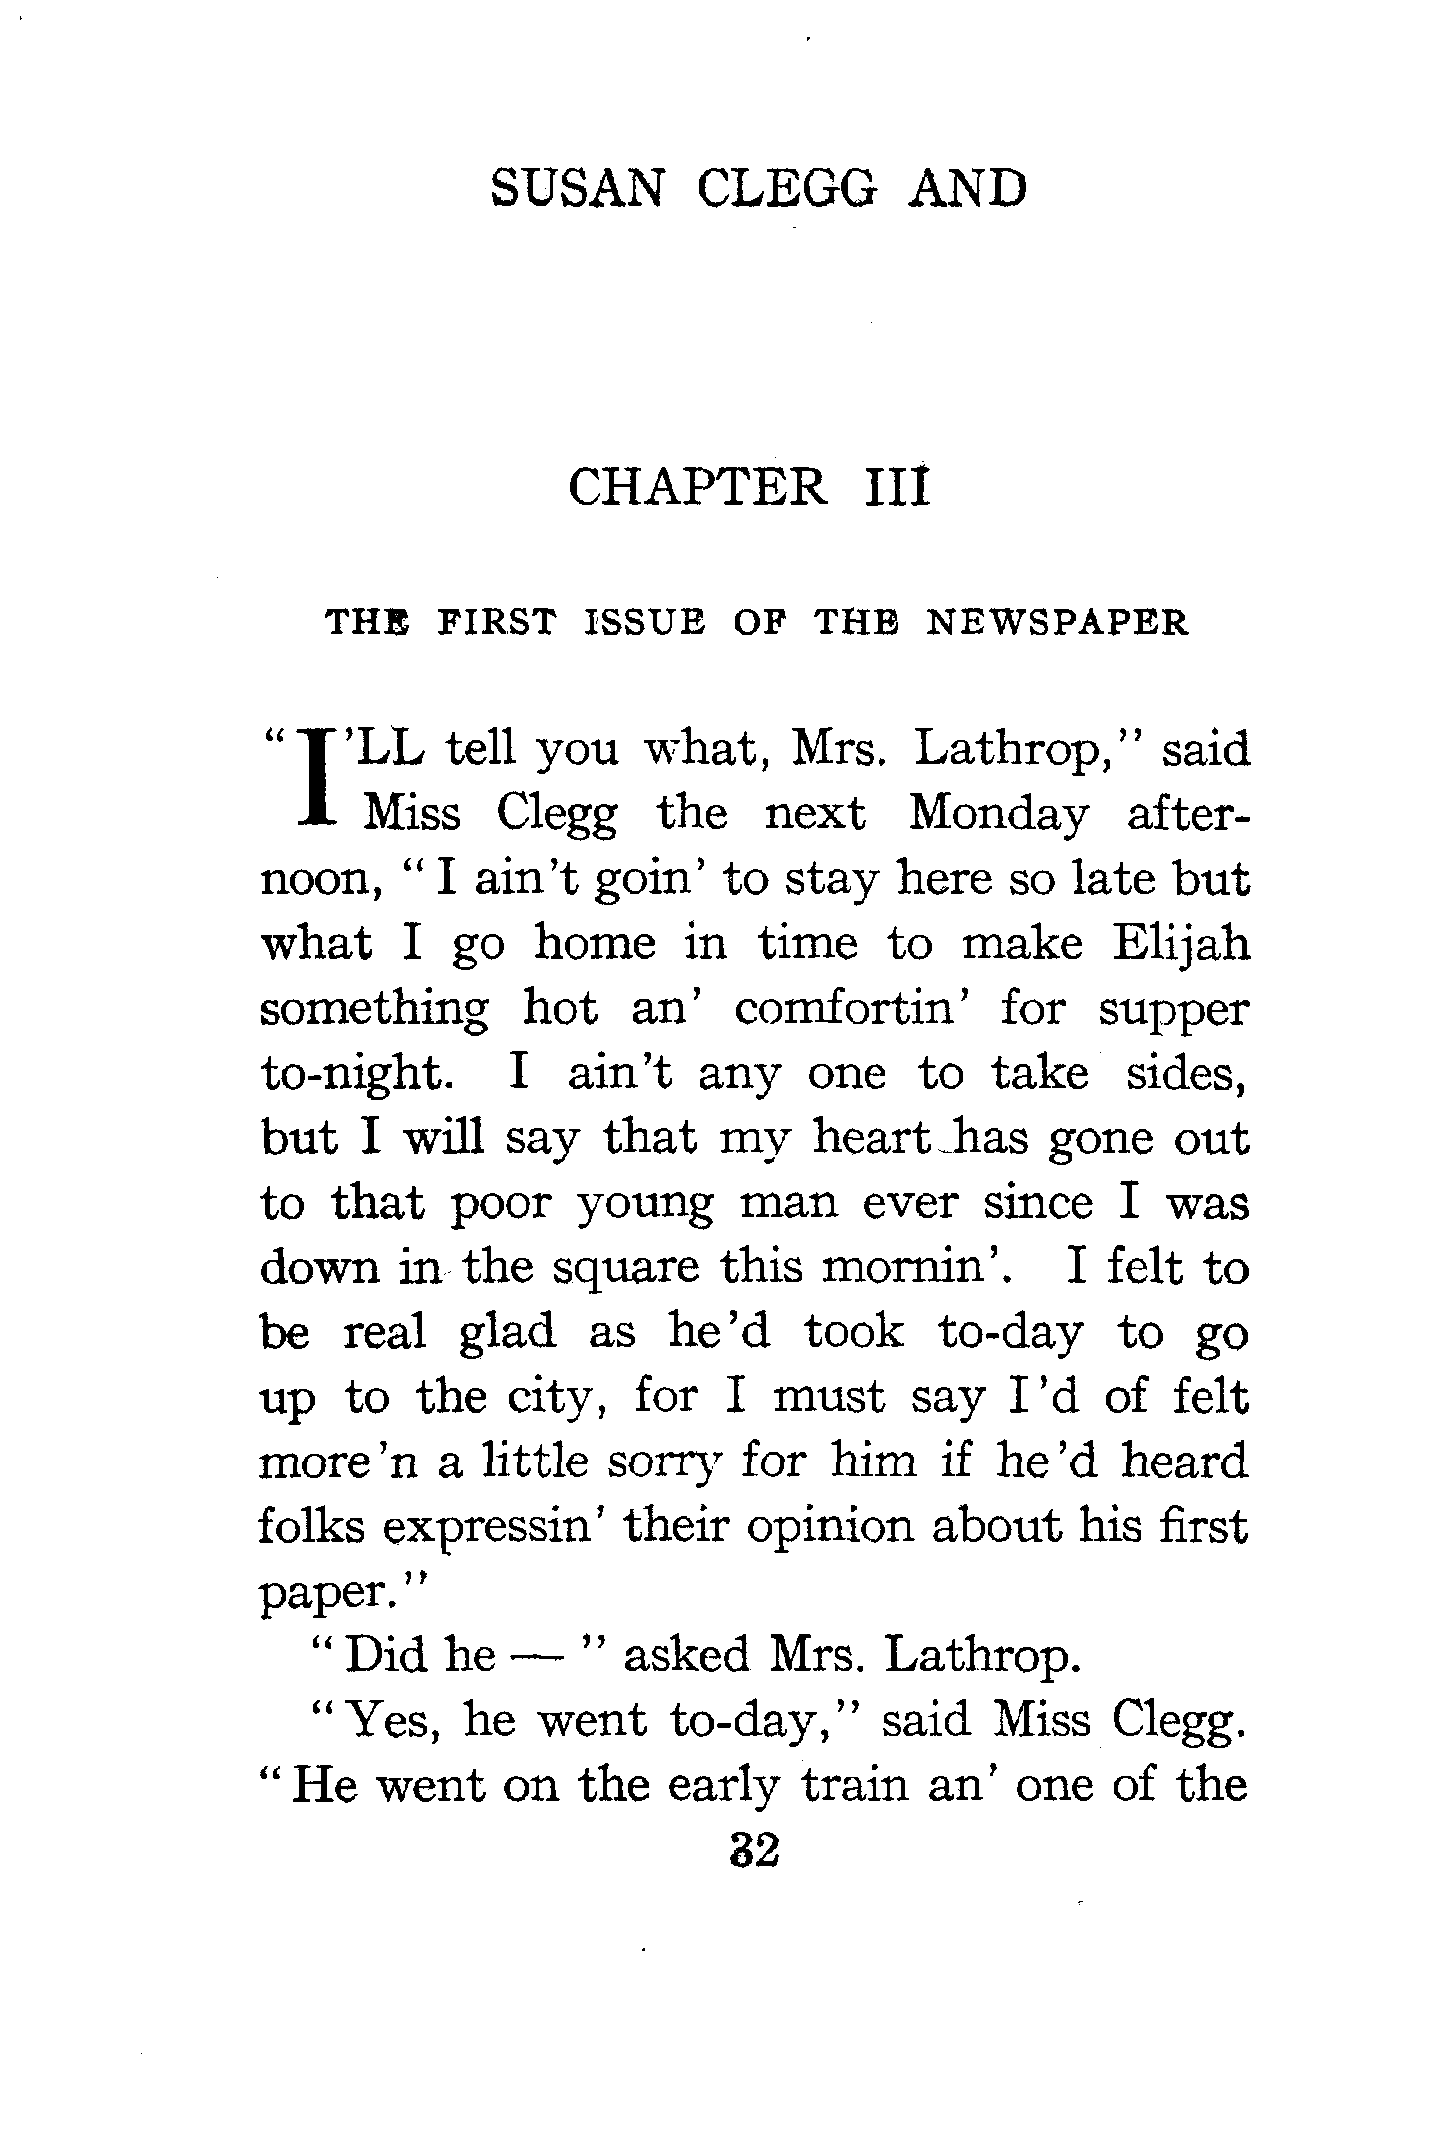 SUSAN CLEGG AND
CHAPTER III
THE FIRST ISSUE OF THE NEWSPAPER
“I’LL tell you what, Mrs. Lathrop,” said
Miss Clegg the next Monday after-
noon, “ I ain’t goin’ to stay here so late but
what I go home in time to make Elijah
something hot an’ comfortin’ for supper
to-night. I ain’t any one to take sides,
but I will say that my heart has gone out
to that poor young man ever since I was
down in the square this mornin’. I felt to
be real glad as he’d took to-day to go
up to the city, for I must say I’d of felt
more’n a little sorry for him if he’d heard
folks expressin’ their opinion about his first
paper.”
“ Did he — ” asked Mrs. Lathrop.
“ Yes, he went to-day,” said Miss Clegg.
“ He went on the early train an’ one of the
32